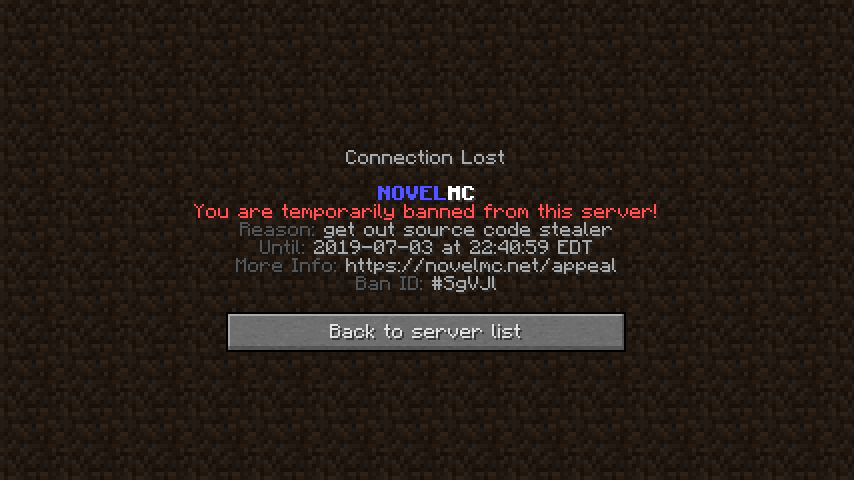 Connection Lost
NOVELMC
You are temporarily banned from this server!
Reason: get out source code stealer
Until: 2019-07-03 at 22:40:59 EDT
More Info: https://novelmc.net/appeal
Ban ID: #SgVJl
Back to server list